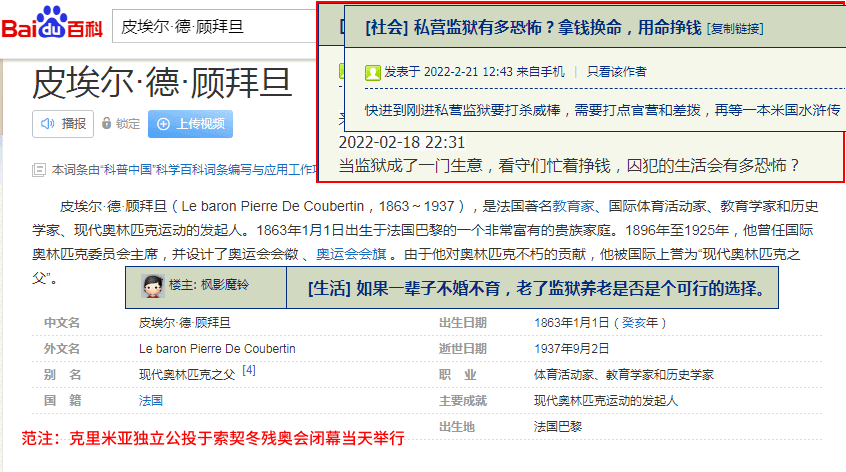 Bai百科
皮埃尔·德·顾拜旦
[社会] 私营监狱有多恐怖？拿钱换命，用命挣钱 [复制链接]
发表于 2022-2-21 12:43 来自手机 | 只看该作者
快进到刚进私营监狱要打杀威棒，需要打点官营和差拨，再等一本米国水浒传
2022-02-18 22:31
当监狱成了一门生意，看守们忙着挣钱，囚犯的生活会有多恐怖？
皮埃尔·德·顾拜旦
播报 锁定 上传视频
本词条由“科普中国”科学百科词条编写与应用工作
皮埃尔·德·顾拜旦（Le baron Pierre De Coubertin，1863～1937），是法国著名教育家、国际体育活动家、教育学家和历史
学家、现代奥林匹克运动的发起人。1863年1月1日出生于法国巴黎的一个非常富有的贵族家庭。1896年至1925年，他曾任国际
奥林匹克委员会主席，并设计了奥运会会徽 、奥运会会旗 。由于他对奥林匹克不朽的贡献，他被国际上誉为“现代奥林匹克之
父”。
楼主: 枫影魔铃
[生活] 如果一辈子不婚不育，老了监狱养老是否是个可行的选择。
中文名 皮埃尔·德·顾拜旦 出生日期 1863年1月1日（癸亥年）
外文名 Le baron Pierre De Coubertin 逝世日期 1937年9月2日
别 名 现代奥林匹克之父 [4] 职 业 体育活动家、教育学家和历史学家
国 籍 法国 主要成就 现代奥林匹克运动的发起人
出生地 法国巴黎
范注：克里米亚独立公投于索契冬残奥会闭幕当天举行